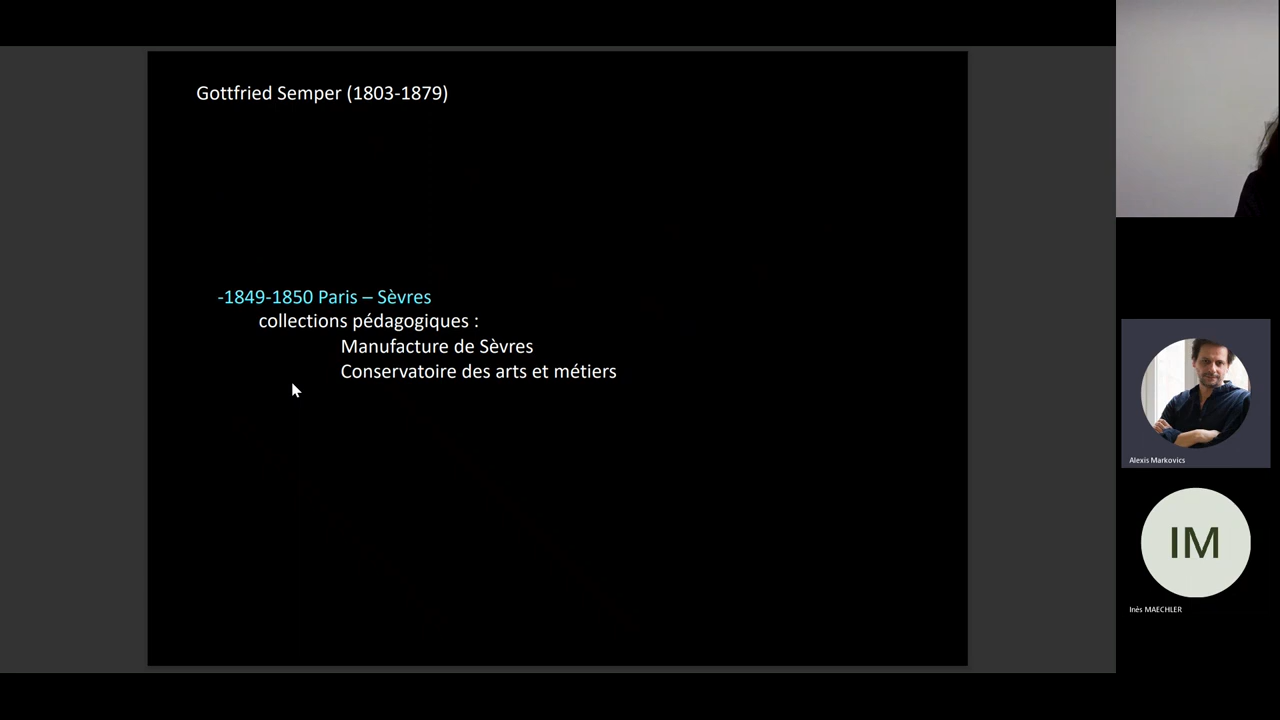 Gottfried Semper (1803-1879)
-1849-1850 Paris – Sèvres
collections pédagogiques :
Manufacture de Sèvres
Conservatoire des arts et métiers
Alexis Markovics
IM
Inés MAECHLER